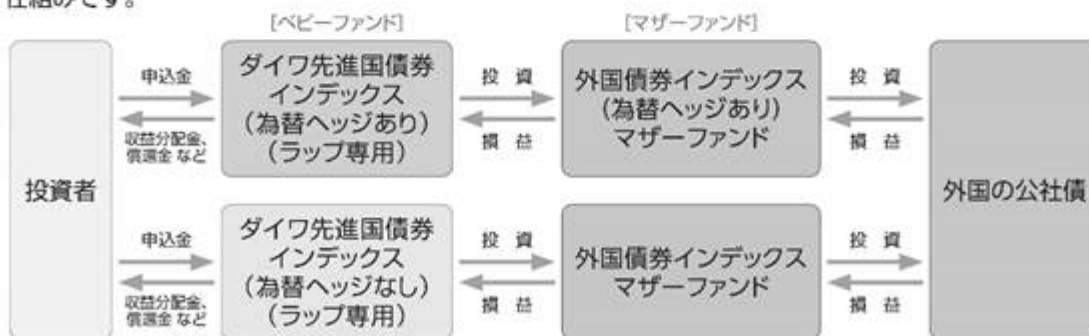 仕組みです。
[ベビーファンド]
[マザーファンド]
投資者
申込金
収益分配金、
償還金 など
ダイワ先進国債券
インデックス
(為替ヘッジあり)
(ラップ専用)
投 資
損 益
外国債券インデックス
(為替ヘッジあり)
マザーファンド
投 資
損 益
外国の公社債
申込金
収益分配金、
償還金 など
ダイワ先進国債券
インデックス
(為替ヘッジなし)
(ラップ専用)
投 資
損 益
外国債券インデックス
マザーファンド
投 資
損 益